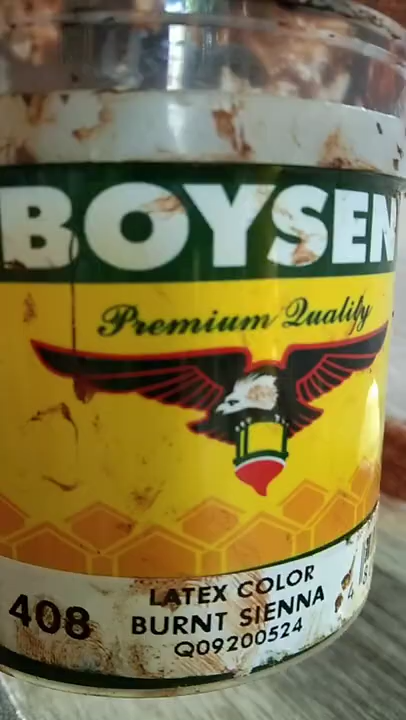 BOYSEN
Premium Quality
408
LATEX COLOR
BURNT SIENNA
Q09200524